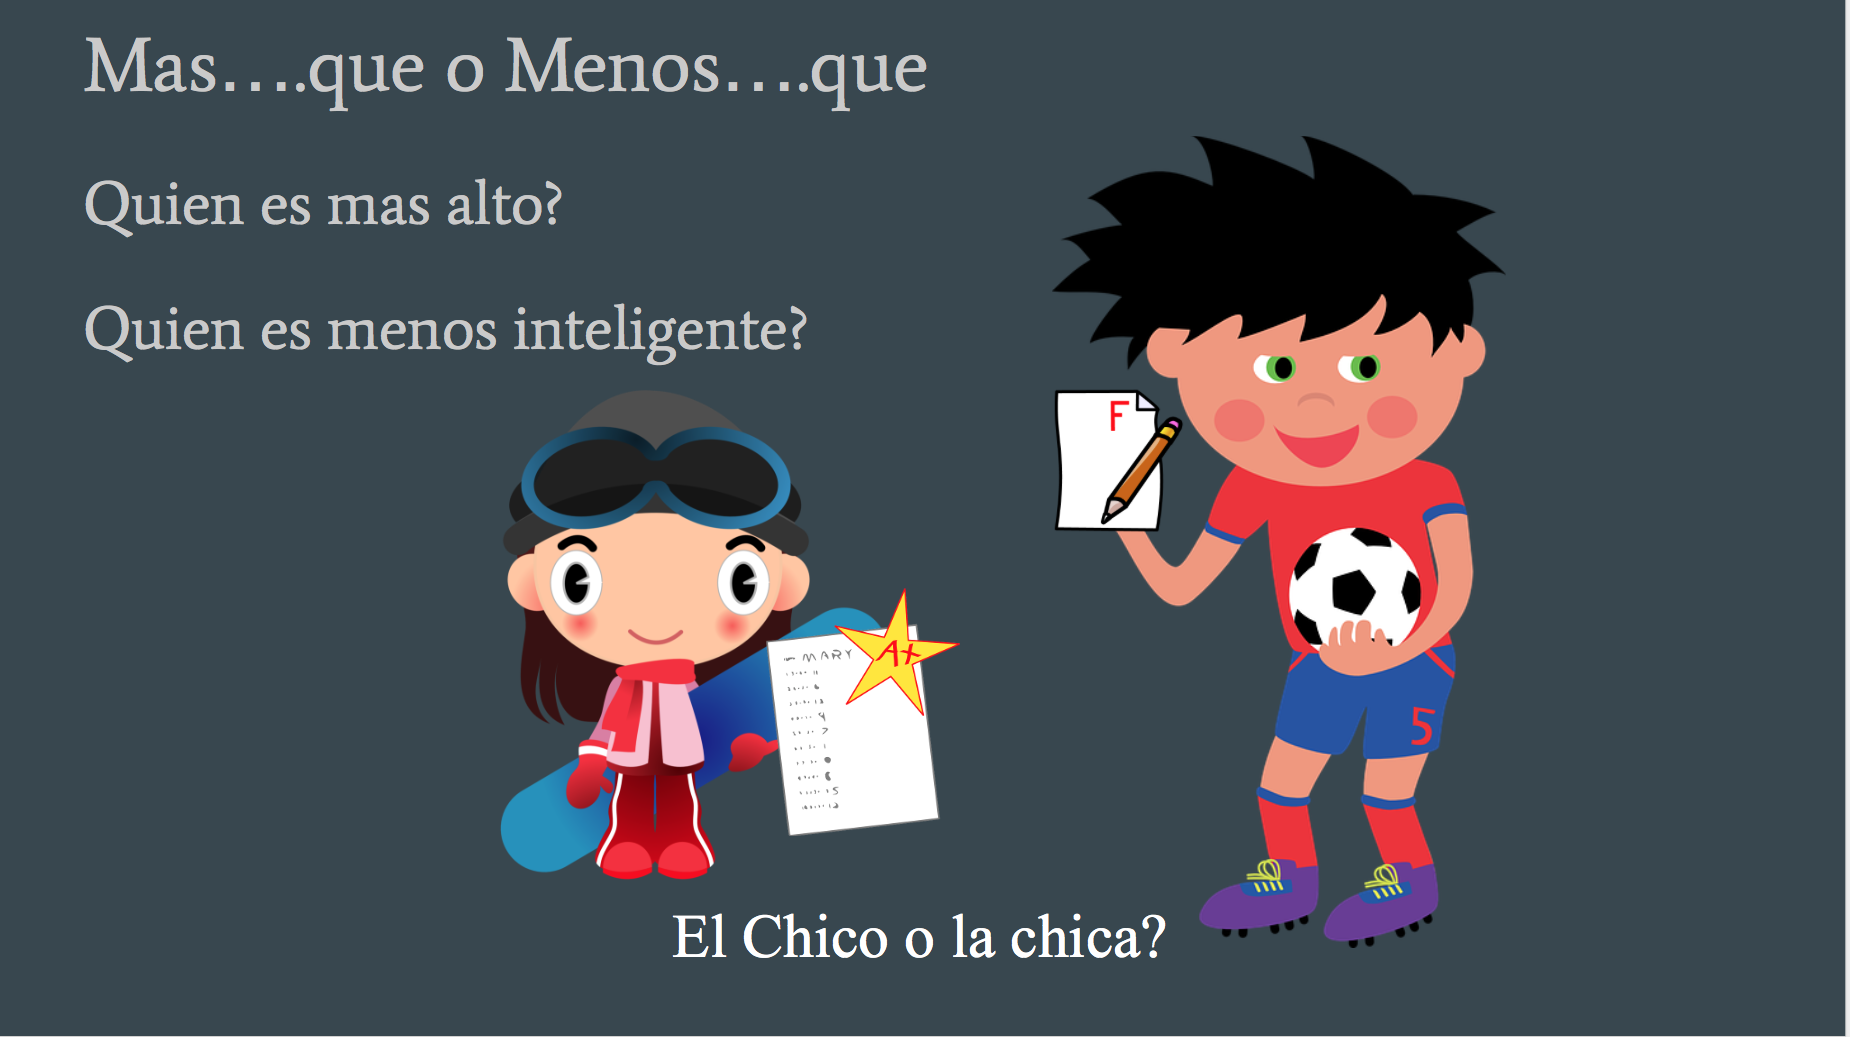 Mas....que o Menos....que
Quien es mas alto?
Quien es menos inteligente?
F
MARY
A+
5
El Chico o la chica?